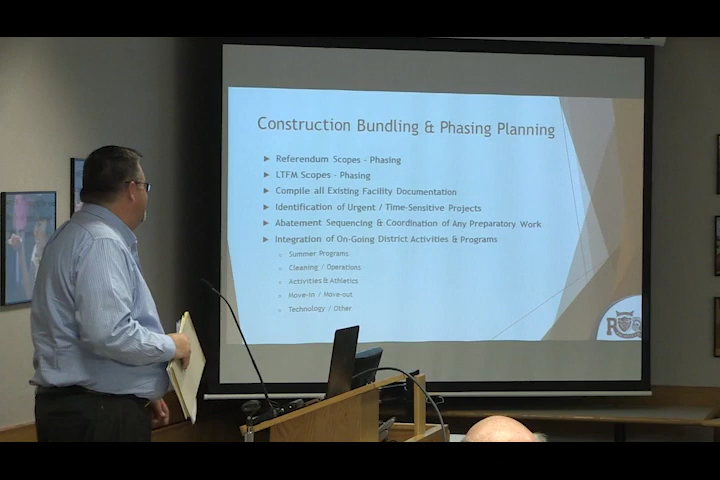 Construction Bundling & Phasing Planning
Referendum Scopes - Phasing
LTFM Scopes - Phasing
Compile all Existing Facility Documentation
Identification of Urgent / Time-Sensitive Projects
Abatement Sequencing & Coordination of Any Preparatory Work
Integration of On-Going District Activities & Programs
Summer Programs
Cleaning / Operations
Activities & Athletics
Move-in / Move-out
Technology / Other